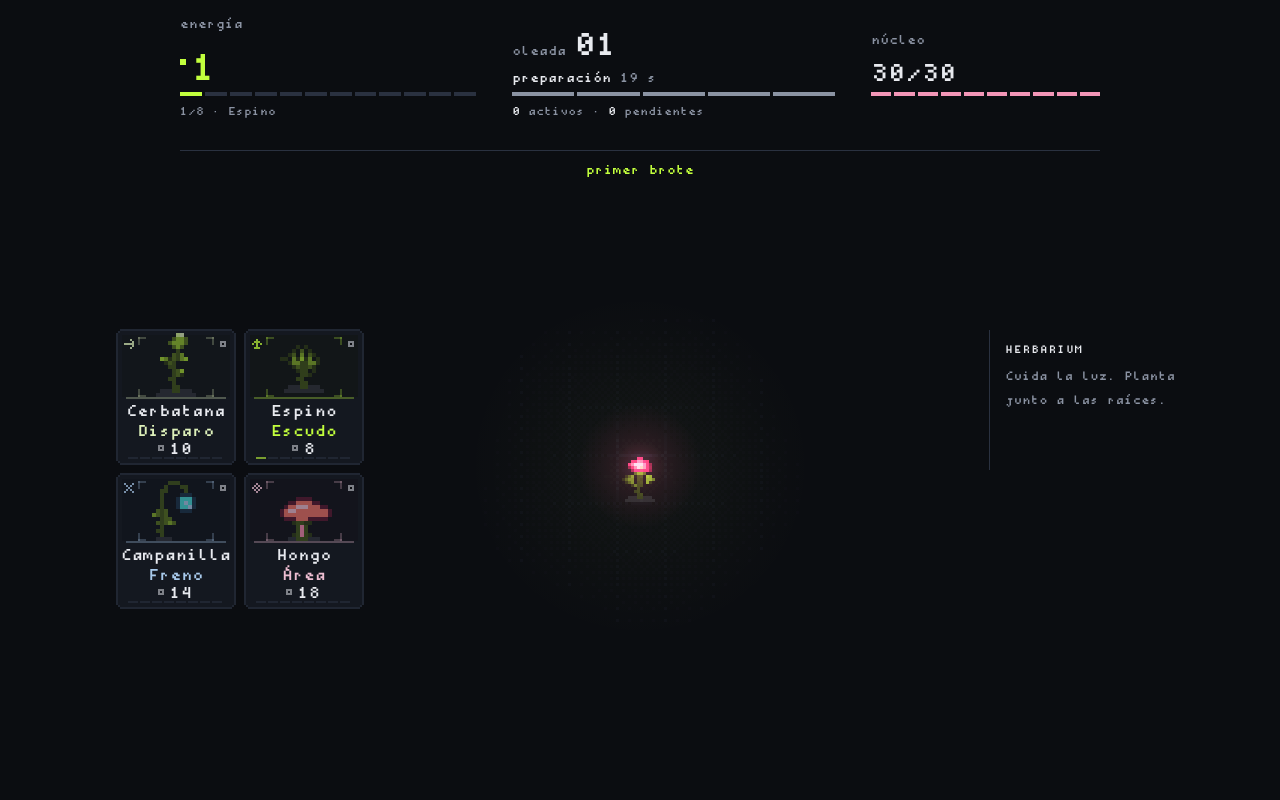 energía
1
1/8 · Espino
oleada 01
preparación 19 s
0 activos · 0 pendientes
núcleo
30/30
primer brote
Cerbatana
Disparo
10
Espino
Escudo
8
Campanilla
Freno
14
Hongo
Área
18
HERBARIUM
Cuida la luz. Planta
junto a las raíces.